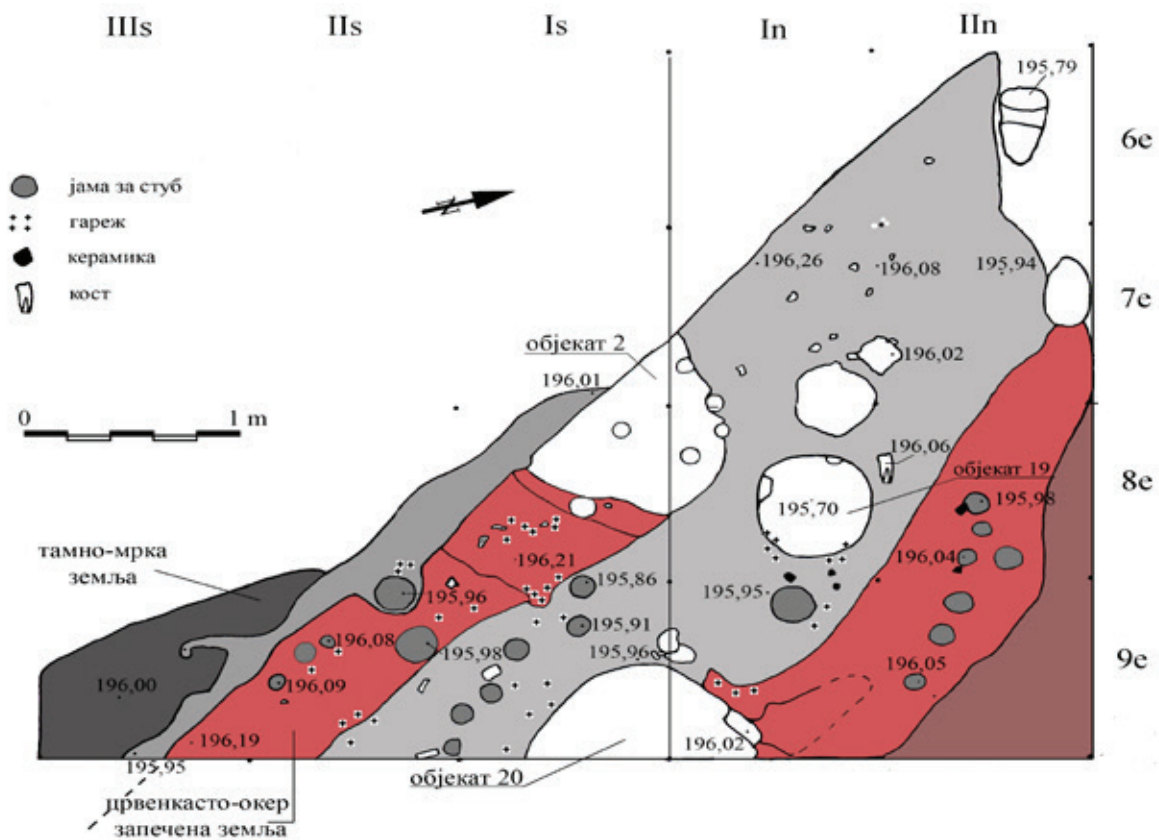 IIIs IIs Is In IIn
195,79
6e
јама за стуб
гареж
керамика
кост
N
196,26
196,08
195,94
7e
објекат 2
196,01
196,02
0 1 m
196,06
објекат 19
8e
195,70
195,98
тамно-мрка
земља
196,21
196,04
195,96
195,86
195,95
196,08
195,98
195,91
195,96
9e
196,00
196,09
196,05
196,19
196,02
195,95
објекат 20
црвенкасто-окер
запечена земља